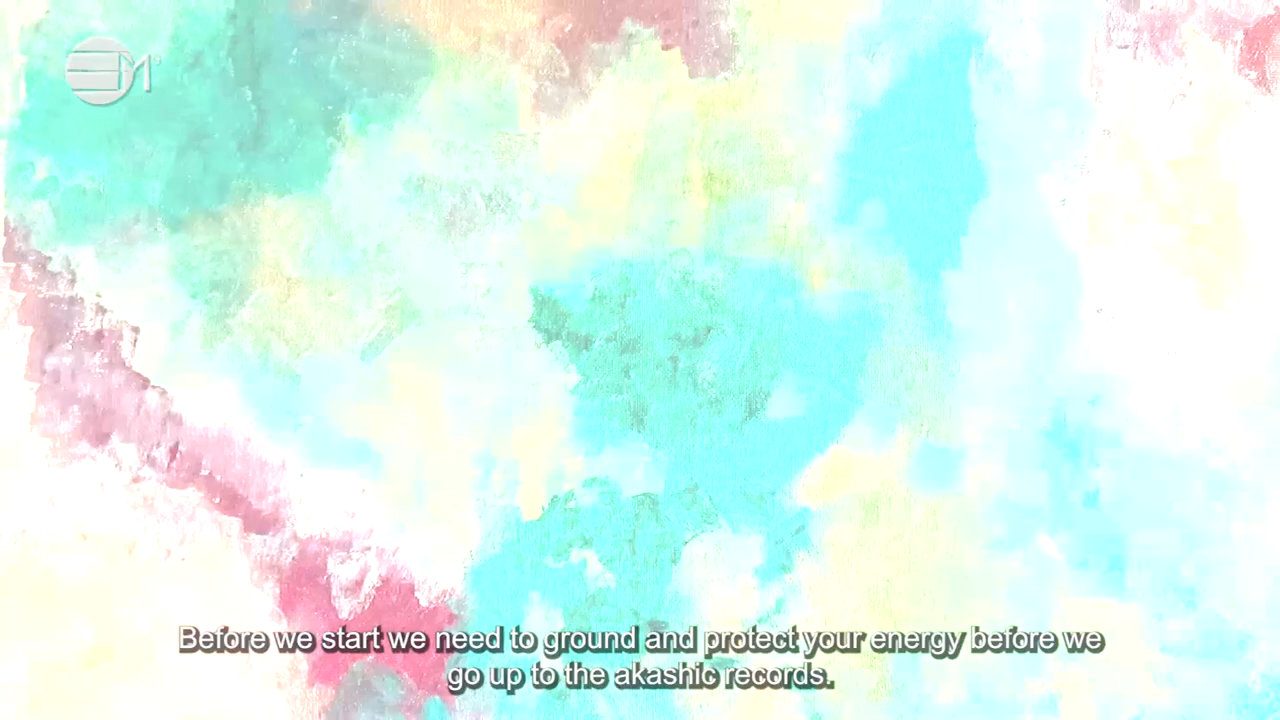 EM
Before we start we need to ground and protect your energy before we
go up to the akashic records.